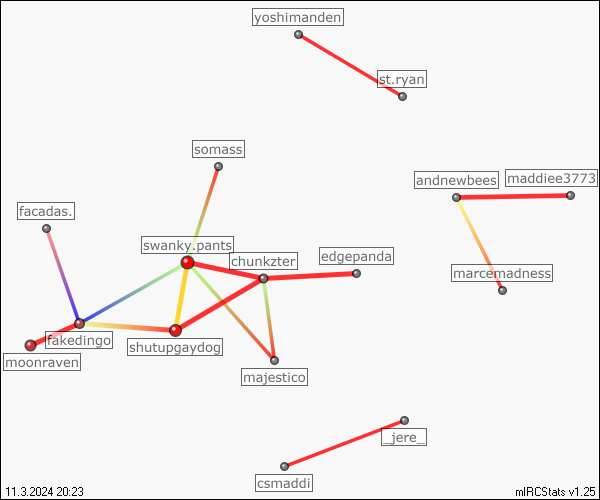 yoshimanden
st.ryan
somass
andnewbees
maddiee3773
facadas.
swanky.pants
chunkzter
edgepanda
marcemadness
fakedingo
shutupgaydog
moonraven
majestico
_jere_
csmaddi
11.3.2024 20:23
mIRCStats v1.25